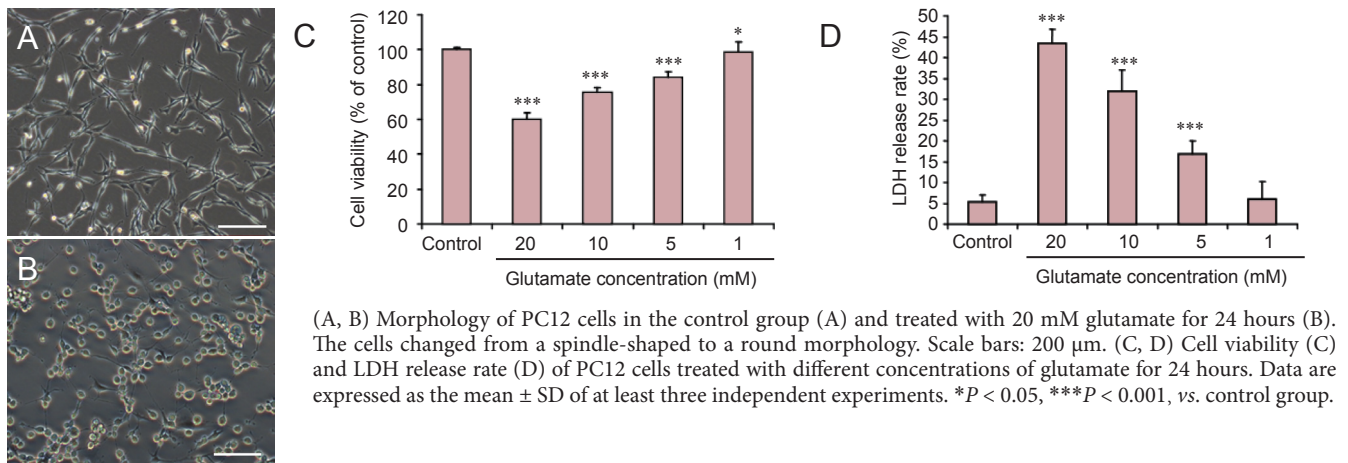 A
B
C
Cell viability (% of control)
120
100
80
60
40
20
0
***
***
***
*
Control 20 10 5 1
Glutamate concentration (mM)
D
LDH release rate (%)
50
45
40
35
30
25
20
15
10
5
0
***
***
***
Control 20 10 5 1
Glutamate concentration (mM)
(A, B) Morphology of PC12 cells in the control group (A) and treated with 20 mM glutamate for 24 hours (B).
The cells changed from a spindle-shaped to a round morphology. Scale bars: 200 μm. (C, D) Cell viability (C)
and LDH release rate (D) of PC12 cells treated with different concentrations of glutamate for 24 hours. Data are
expressed as the mean ± SD of at least three independent experiments. *P < 0.05, ***P < 0.001, vs. control group.